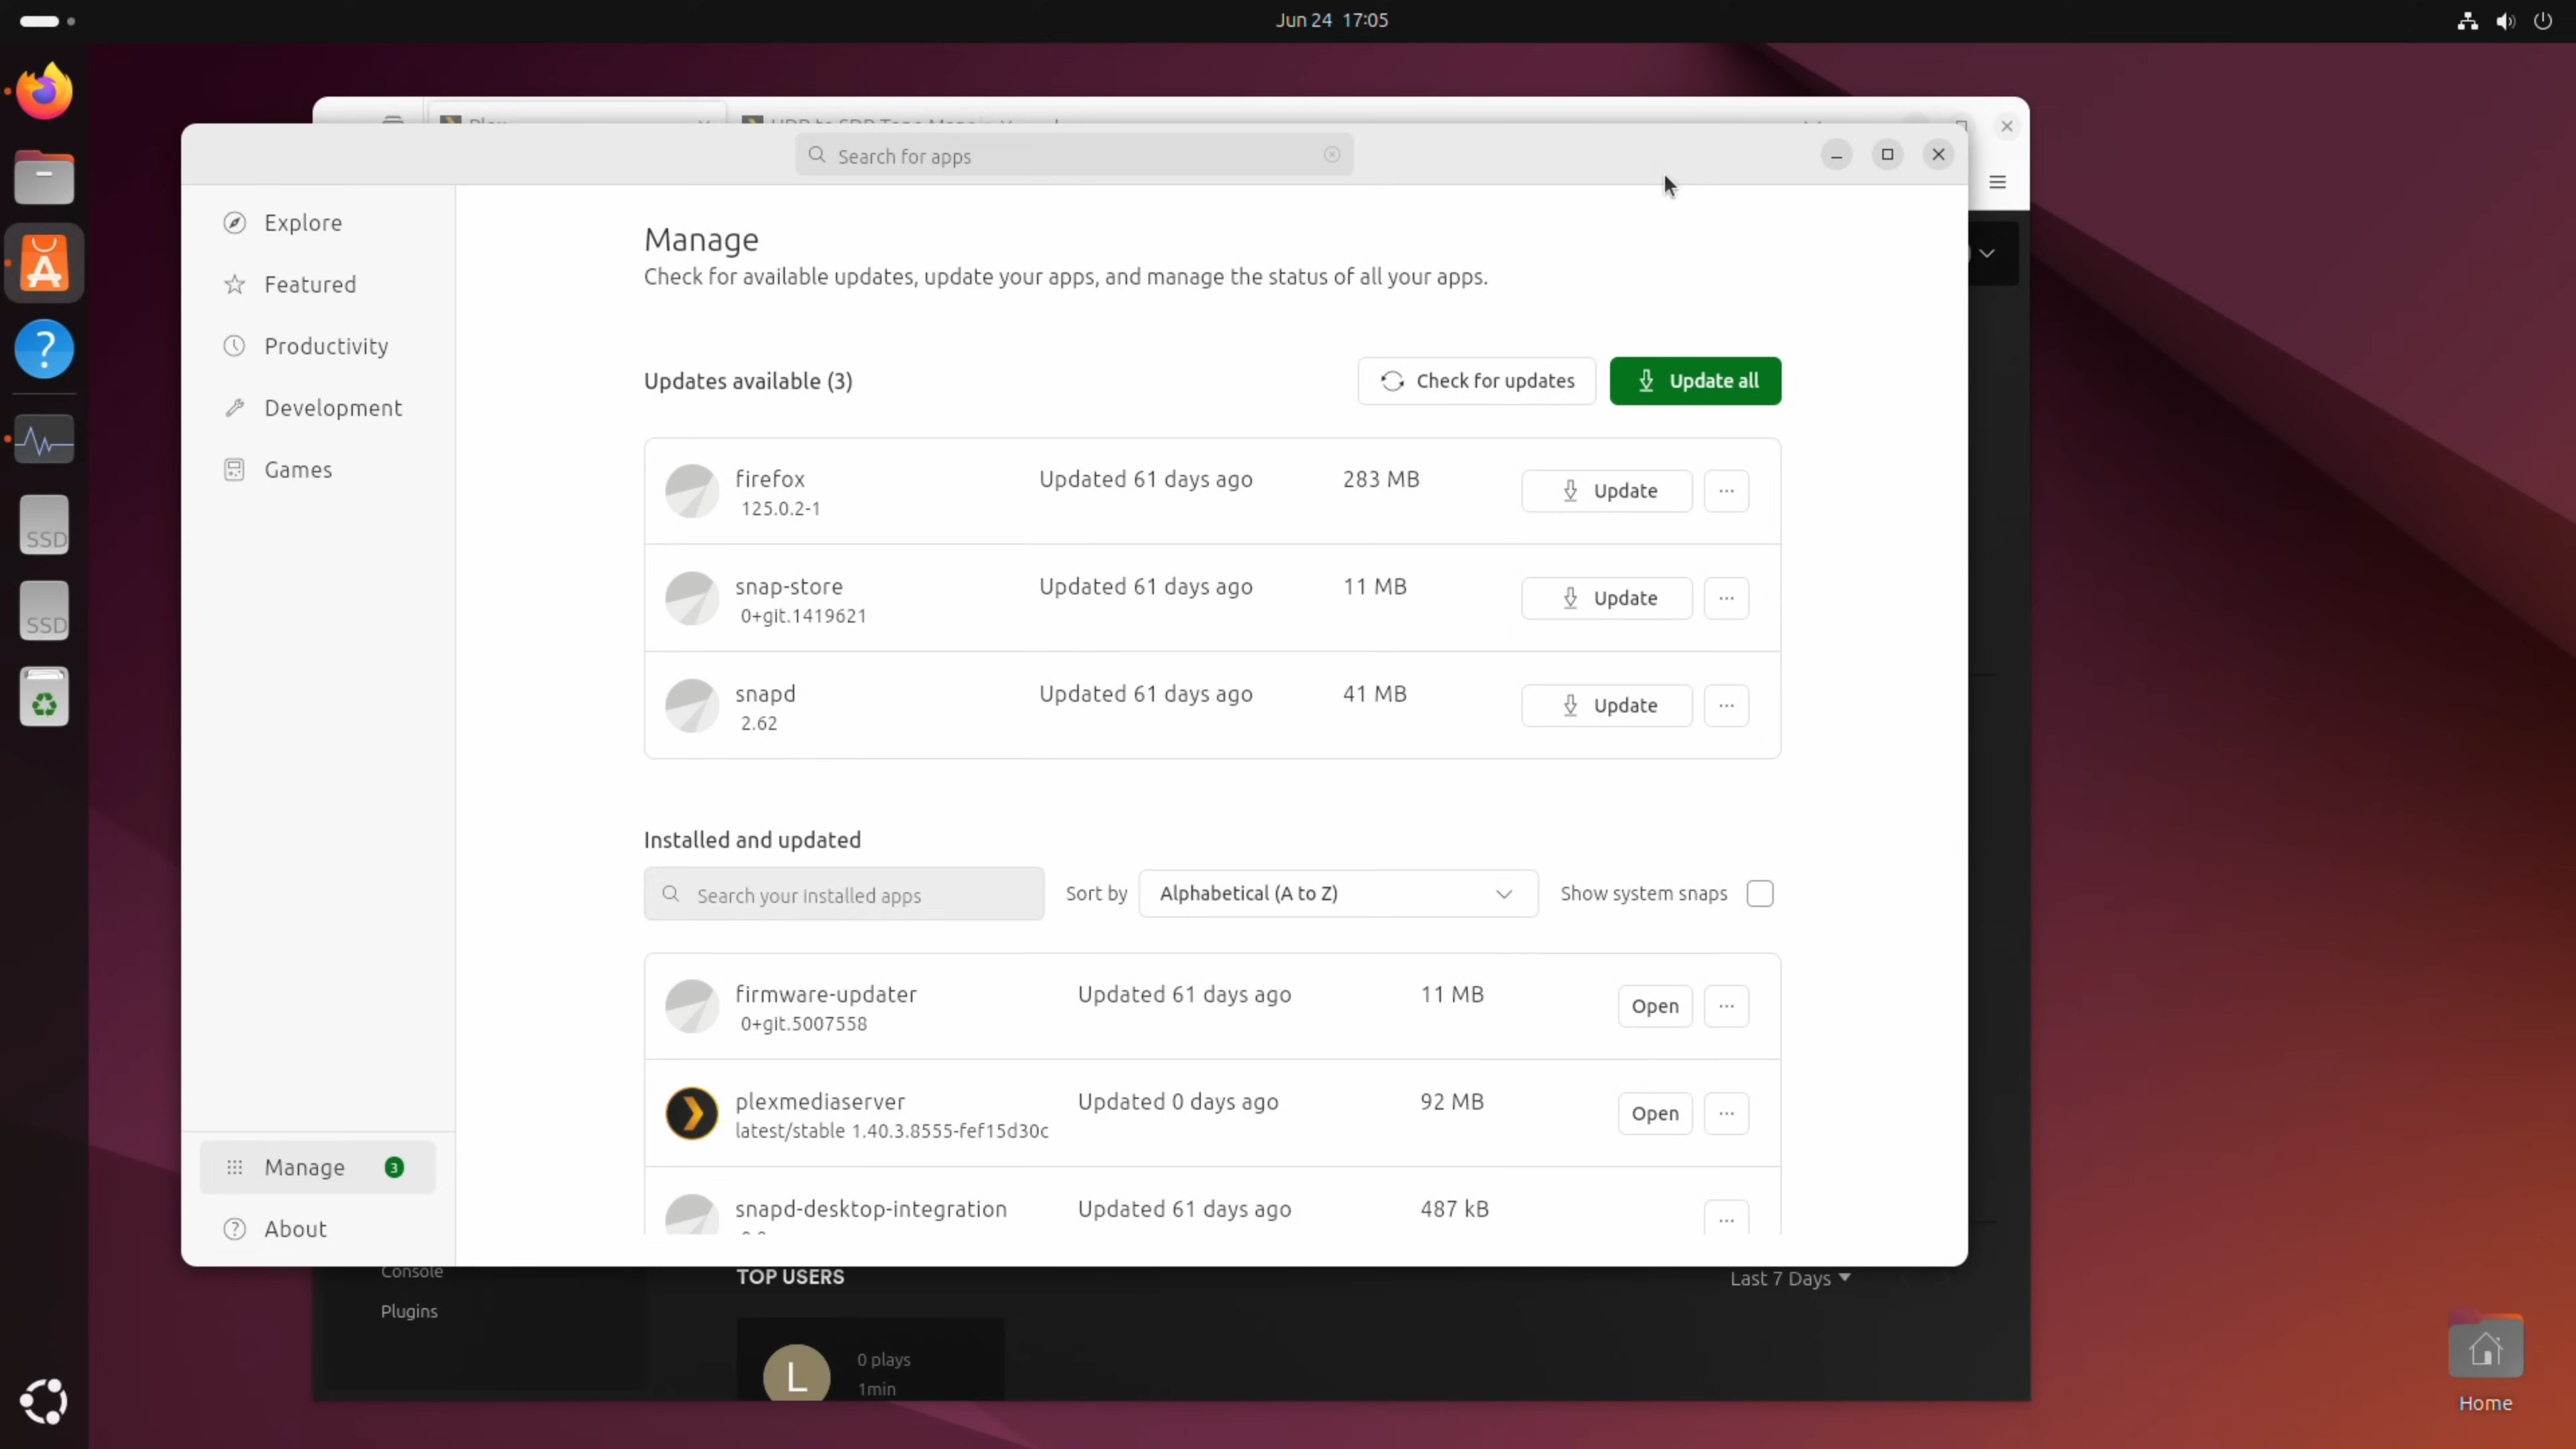 Jun 24 17:05
Search for apps
Explore
Featured
Productivity
Development
Games
Manage 3
About
Manage
Check for available updates, update your apps, and manage the status of all your apps.
Updates available (3)
Check for updates
Update all
firefox
125.0.2-1
Updated 61 days ago
283 MB
Update
snap-store
0+git.1419621
Updated 61 days ago
11 MB
Update
snapd
2.62
Updated 61 days ago
41 MB
Update
Installed and updated
Search your installed apps
Sort by
Alphabetical (A to Z)
Show system snaps
firmware-updater
0+git.5007558
Updated 61 days ago
11 MB
Open
plexmediaserver
latest/stable 1.40.3.8555-fef15d30c
Updated 0 days ago
92 MB
Open
snapd-desktop-integration
Updated 61 days ago
487 kB
Console
Plugins
TOP USERS
Last 7 Days
L
0 plays
1min
SSD
SSD
Home